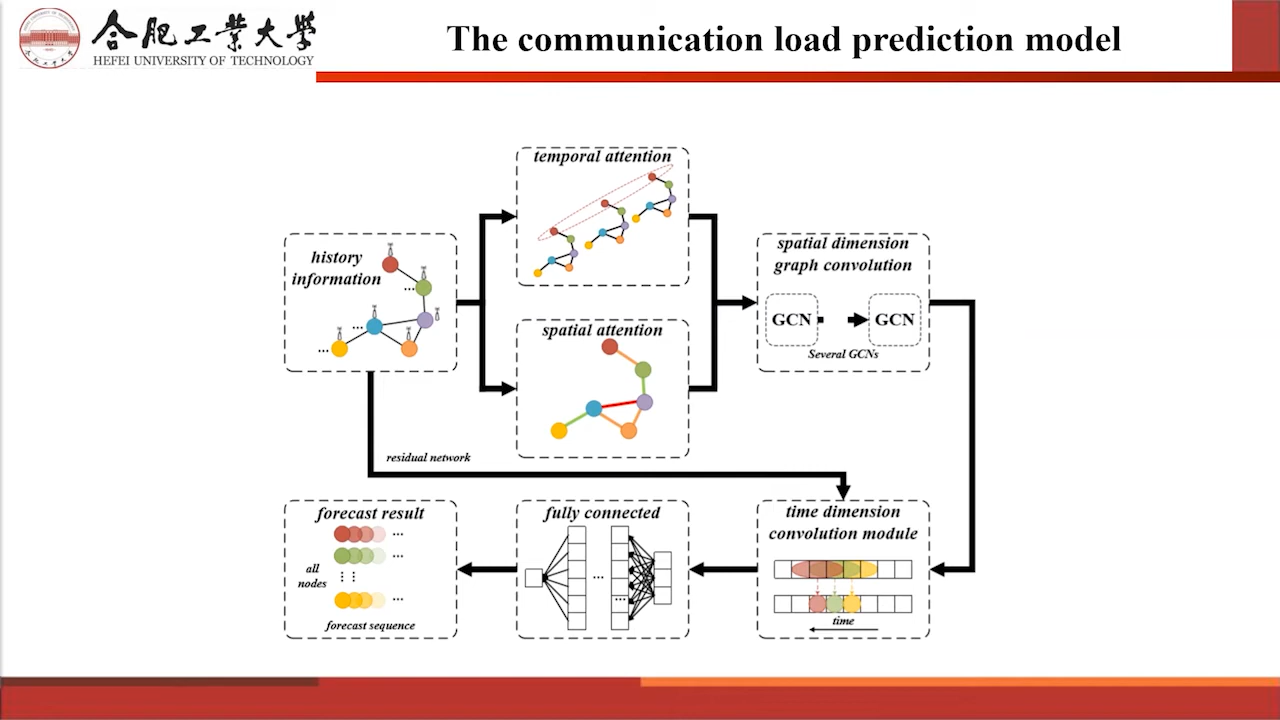 合肥工业大学
HEFEI UNIVERSITY OF TECHNOLOGY
The communication load prediction model
temporal attention
history
information
...
...
...
spatial attention
spatial dimension
graph convolution
GCN
GCN
Several GCNs
residual network
forecast result
...
...
all
nodes
...
forecast sequence
fully connected
...
...
time dimension
convolution module
time